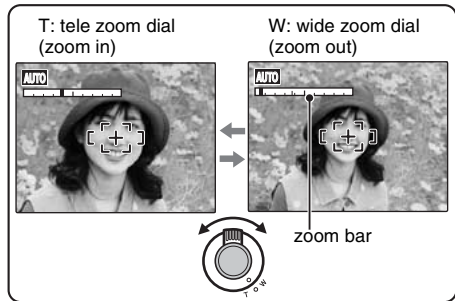 T: tele zoom dial
(zoom in)
W: wide zoom dial
(zoom out)
AUTO
AUTO
zoom bar
T
W